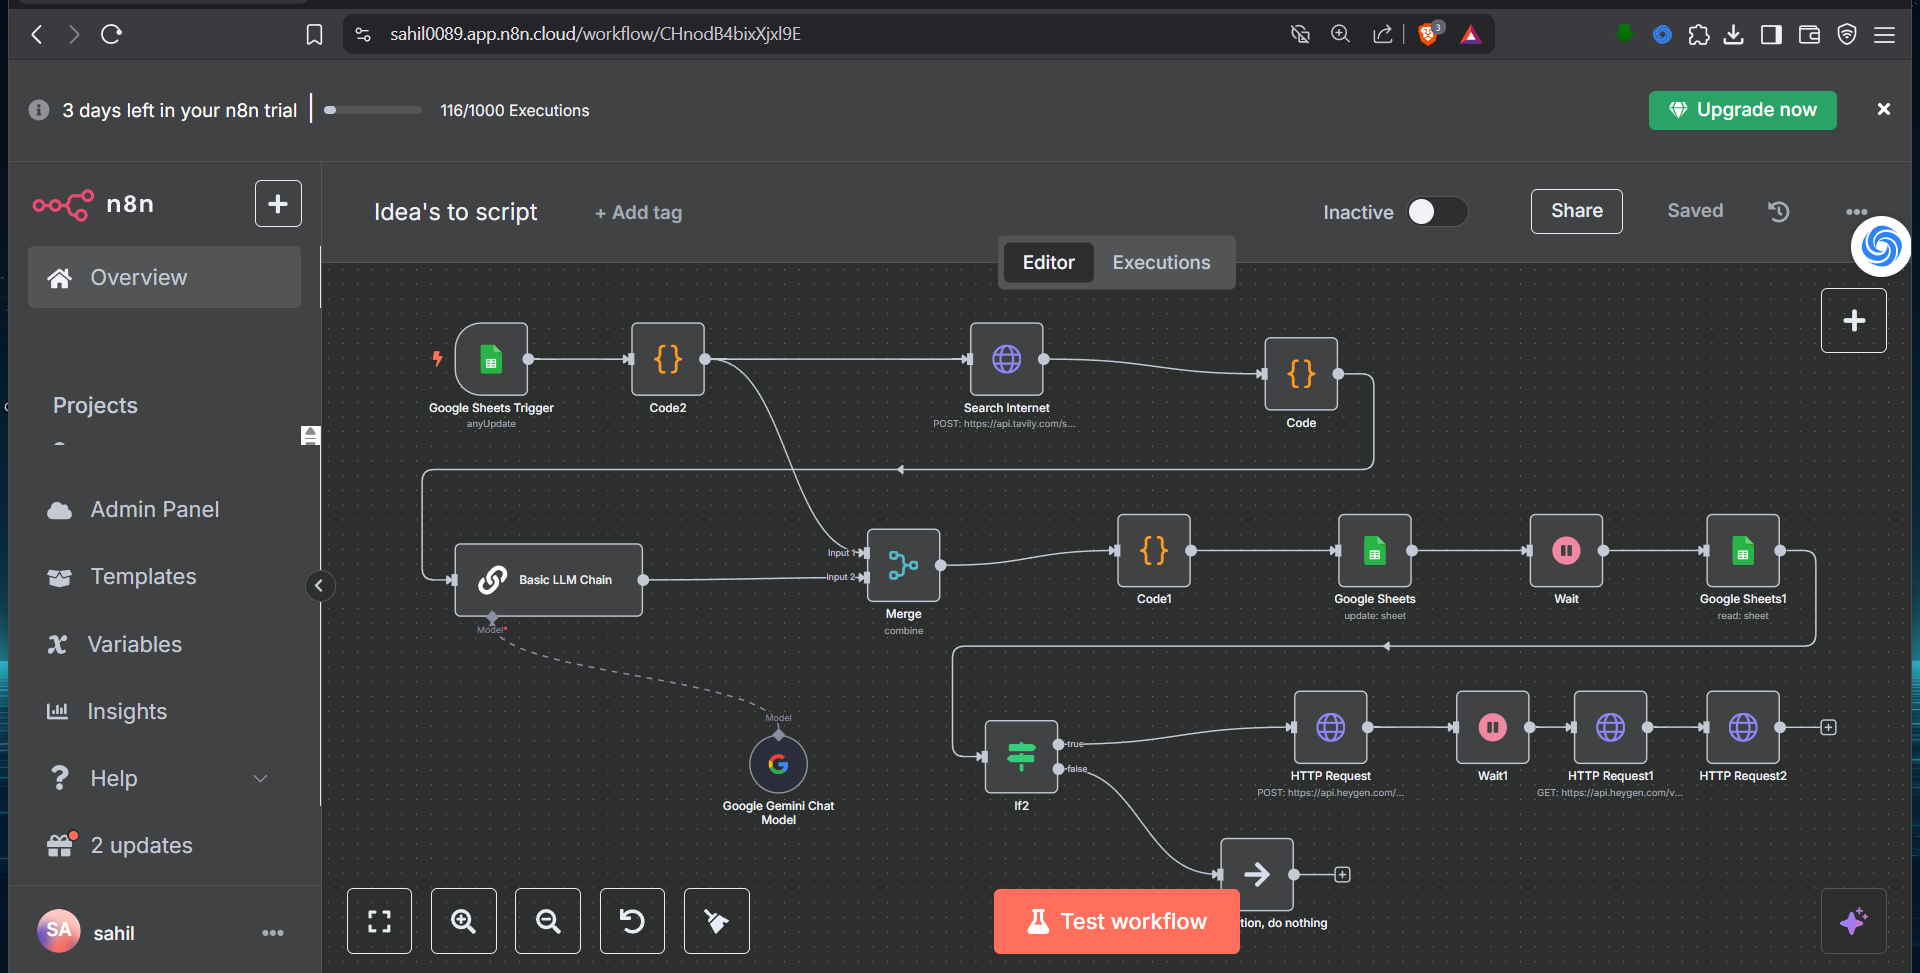 sahil0089.app.n8n.cloud/workflow/CHnodB4bixXjxl9E
3
3 days left in your n8n trial
116/1000 Executions
Upgrade now
n8n
Idea's to script
+ Add tag
Inactive
Share
Saved
Editor
Executions
Overview
Projects
Admin Panel
Templates
Variables
Insights
Help
2 updates
SA
sahil
Google Sheets Trigger
anyUpdate
Code2
Search Internet
POST: https://api.tavily.com/s...
Code
Basic LLM Chain
Model*
Input 1
Input 2
Merge
combine
Code1
Google Sheets
update: sheet
Wait
Google Sheets1
read: sheet
Model
Google Gemini Chat
Model
If2
true
false
HTTP Request
POST: https://api.heygen.com/...
Wait1
HTTP Request1
GET: https://api.heygen.com/v...
HTTP Request2
tion, do nothing
Test workflow